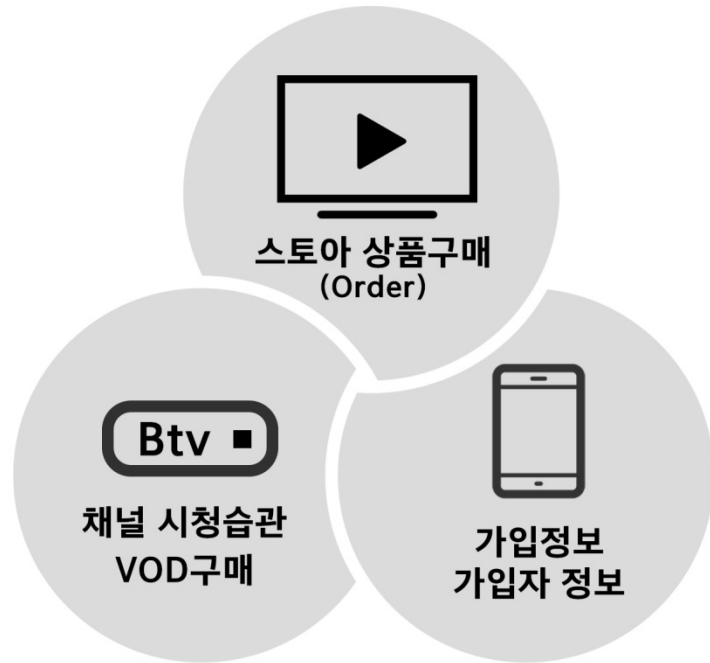 스토아 상품구매
(Order)
Btv
채널 시청습관
VOD구매
가입정보
가입자 정보